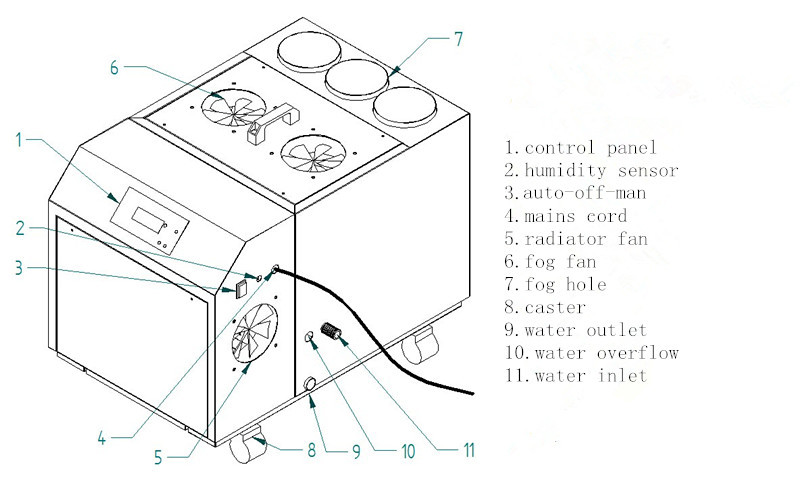 7
6
1
2
3
4
5
8
9
10
11
1.control panel
2.humidity sensor
3.auto-off-man
4.mains cord
5.radiator fan
6.fog fan
7.fog hole
8.caster
9.water outlet
10.water overflow
11.water inlet